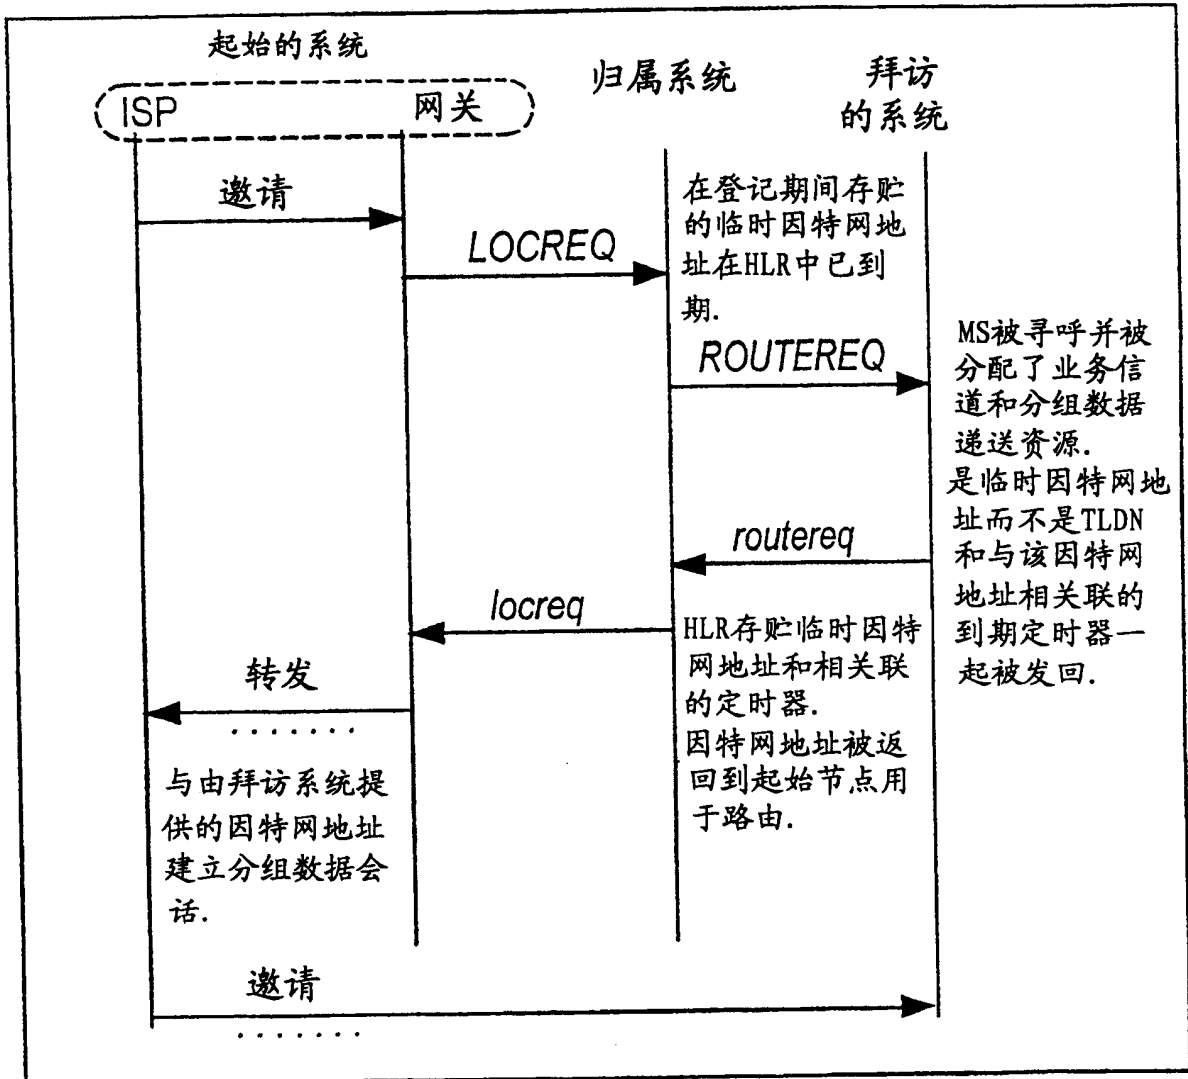 起始的系统
ISP
网关
归属系统
拜访
的系统
邀请
LOCREQ
在登记期间存贮
的临时因特网地
址在HLR中已到
期.
ROUTEREQ
MS被寻呼并被
分配了业务信
道和分组数据
递送资源.
是临时因特网地
址而不是TLDN
和与该因特网
地址相关联的
到期定时器一
起被发回.
routereq
locreq
HLR存贮临时因特
网地址和相关联
的定时器.
因特网地址被返
回到起始节点用
于路由.
转发
.......
与由拜访系统提
供的因特网地址
建立分组数据会
话.
邀请
.......